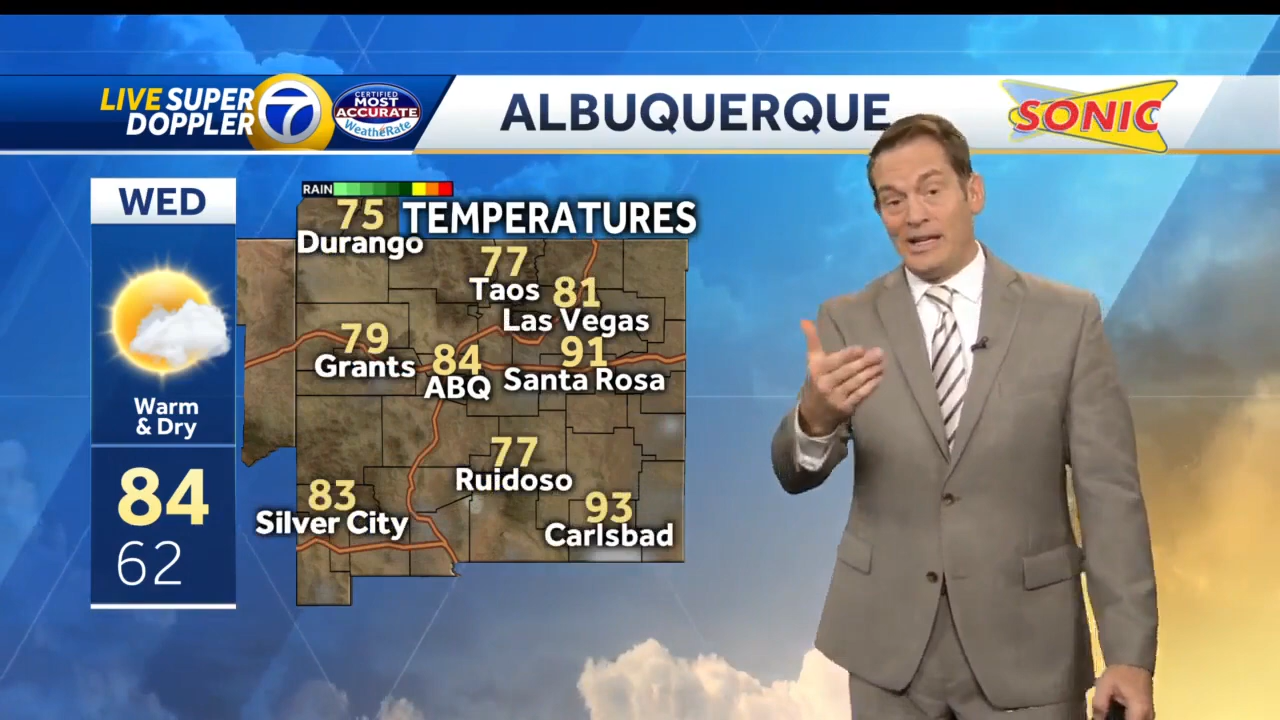 LIVE SUPER
DOPPLER
7
CERTIFIED
MOST
ACCURATE
WeatheRate
ALBUQUERQUE
SONIC
WED
Warm
& Dry
84
62
RAIN
TEMPERATURES
75
Durango
77
Taos
81
Las Vegas
79
Grants
84
ABQ
91
Santa Rosa
77
Ruidoso
83
Silver City
93
Carlsbad